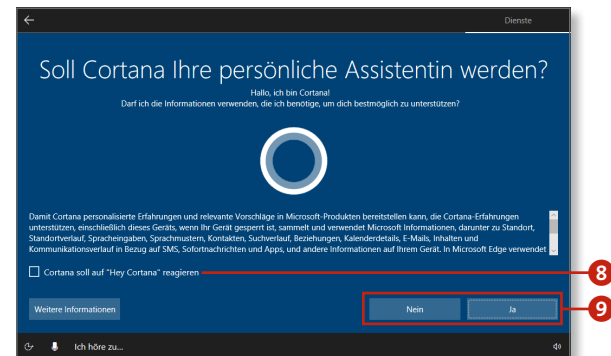 Dienste
Soll Cortana Ihre persönliche Assistentin werden?
Hallo, ich bin Cortana!
Darf ich die Informationen verwenden, die ich benötige, um dich bestmöglich zu unterstützen?
Damit Cortana personalisierte Erfahrungen und relevante Vorschläge in Microsoft-Produkten bereitstellen kann, die Cortana-Erfahrungen
unterstützen, einschließlich dieses Geräts, wenn Ihr Gerät gesperrt ist, sammelt und verwendet Microsoft Informationen, darunter zu Standort,
Standortverlauf, Spracheingaben, Sprachmustern, Kontakten, Suchverlauf, Beziehungen, Kalenderdetails, E-Mails, Inhalten und
Kommunikationsverlauf in Bezug auf SMS, Sofortnachrichten und Apps, und andere Informationen auf Ihrem Gerät. In Microsoft Edge verwendet
Cortana soll auf "Hey Cortana" reagieren
8
Weitere Informationen
Nein
Ja
9
Ich höre zu...